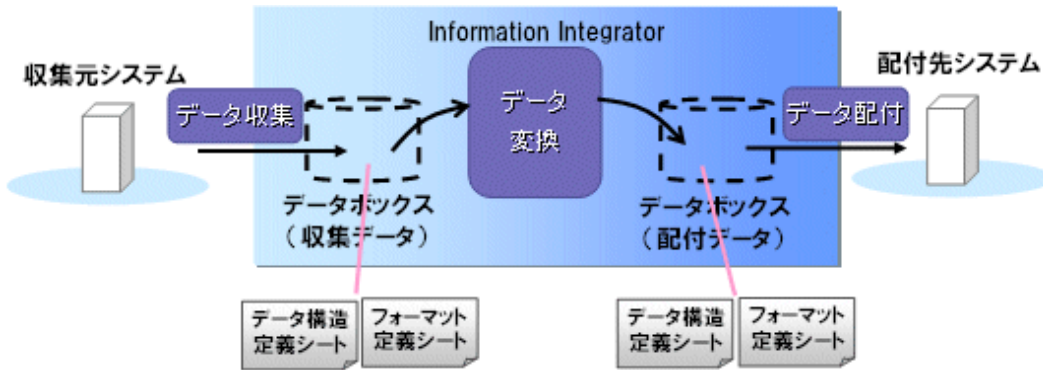 Information Integrator
収集元システム
配付先システム
データ収集
データ
変換
データ配付
データボックス
（収集データ）
データボックス
（配付データ）
データ構造
定義シート
フォーマット
定義シート
データ構造
定義シート
フォーマット
定義シート